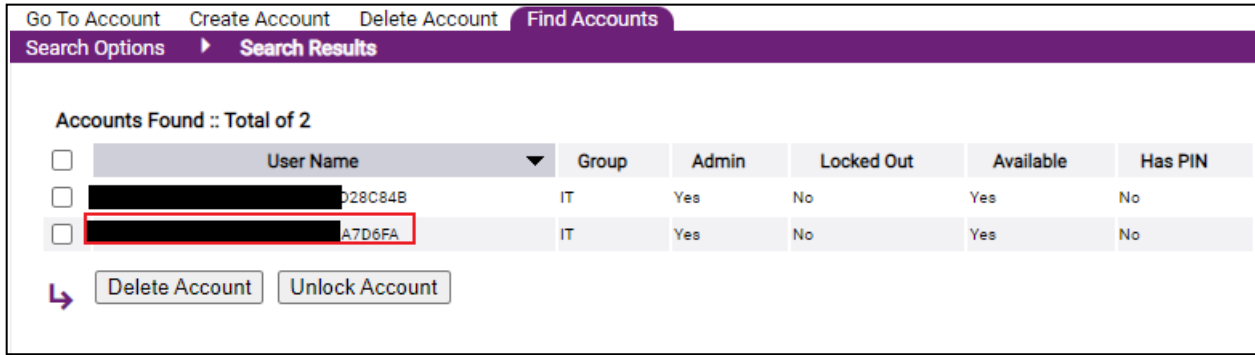 Go To Account Create Account Delete Account Find Accounts
Search Options Search Results
Accounts Found :: Total of 2
User Name Group Admin Locked Out Available Has PIN
D28C84B IT Yes No Yes No
A7D6FA IT Yes No Yes No
Delete Account Unlock Account